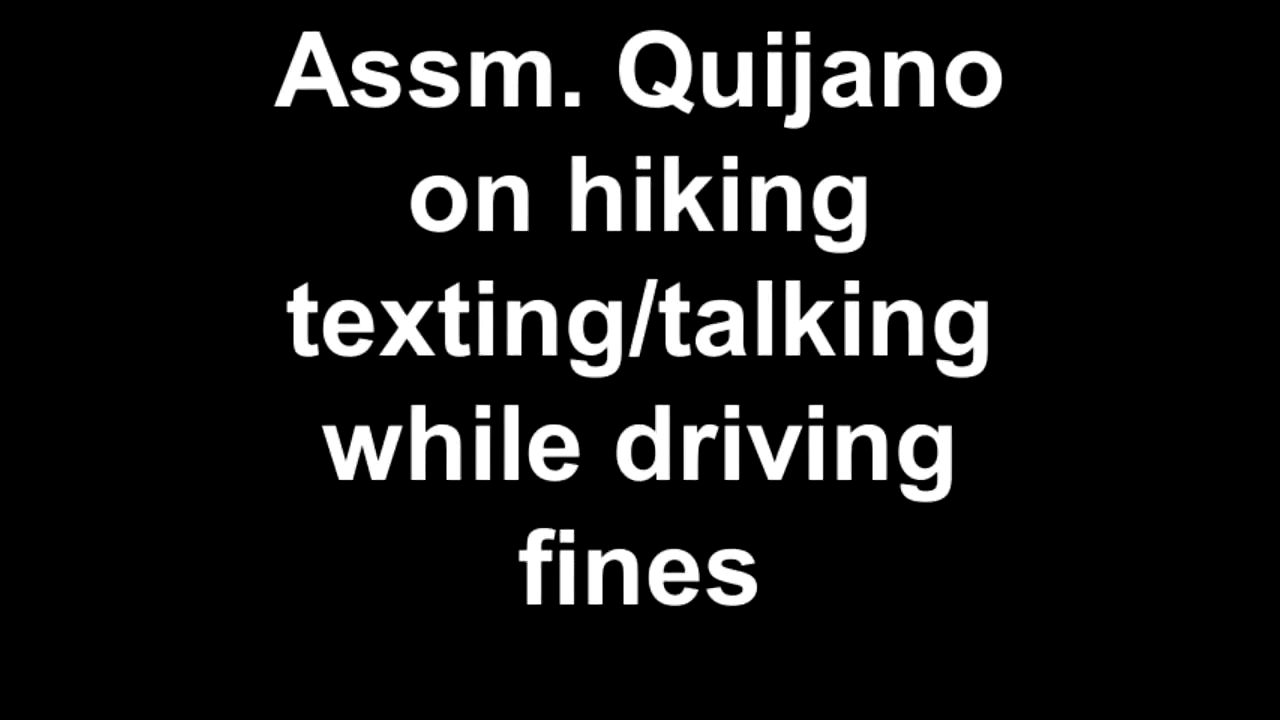 Assm. Quijano
on hiking
texting/talking
while driving
fines